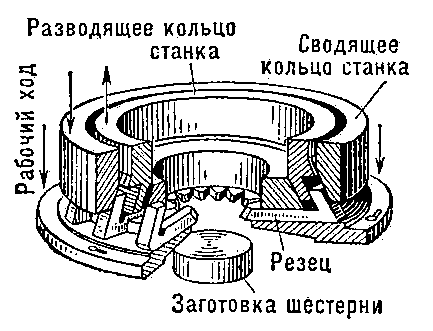 Разводящее кольцо
станка
Сводящее
кольцо станка
Рабочий ход
Резец
Заготовка шестерни